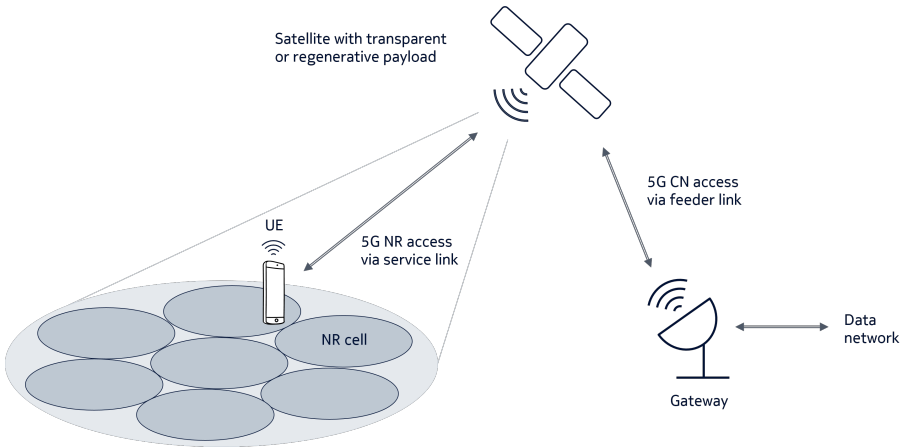 Satellite with transparent
or regenerative payload
5G CN access
via feeder link
UE
5G NR access
via service link
NR cell
Data
network
Gateway